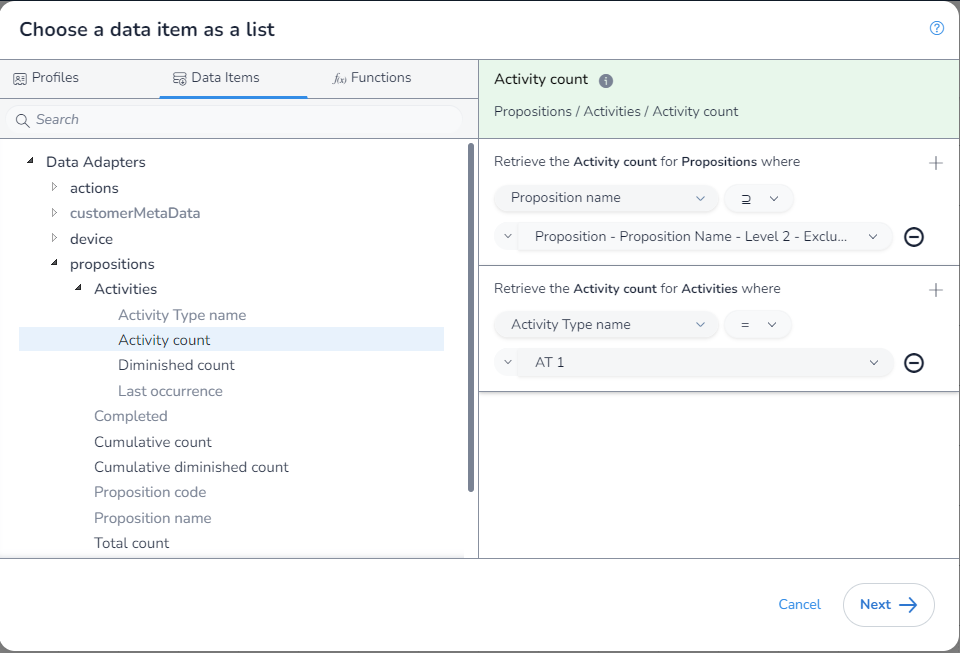 Choose a data item as a list
Profiles
Data Items
f(x) Functions
Search
Data Adapters
actions
customerMetaData
device
propositions
Activities
Activity Type name
Activity count
Diminished count
Last occurrence
Completed
Cumulative count
Cumulative diminished count
Proposition code
Proposition name
Total count
Activity count
Propositions / Activities / Activity count
Retrieve the Activity count for Propositions where
Proposition name ⊇
Proposition - Proposition Name - Level 2 - Exclu...
Retrieve the Activity count for Activities where
Activity Type name =
AT 1
Cancel
Next